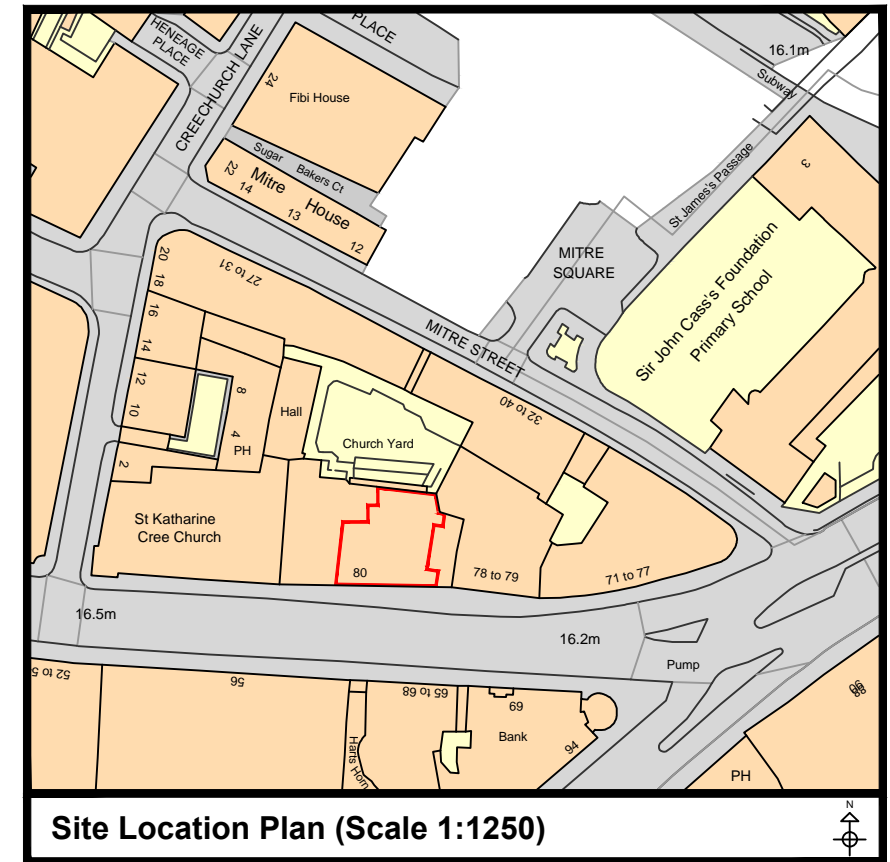 HENEAGE
PLACE
CREECHURCH LANE
PLACE
16.1m
Subway
24
Fibi House
Sugar Bakers Ct
22
14
Mitre
House
13
12
St James's Passage
3
MITRE
SQUARE
Sir John Cass's Foundation
Primary School
20
18
27 to 31
16
14
MITRE STREET
12
10
8
4
PH
Hall
Church Yard
32 to 40
2
St Katharine
Cree Church
80
78 to 79
71 to 77
16.5m
16.2m
Pump
56
65 to 68
69
Bank
94
Harts Horn
PH
N
Site Location Plan (Scale 1:1250)